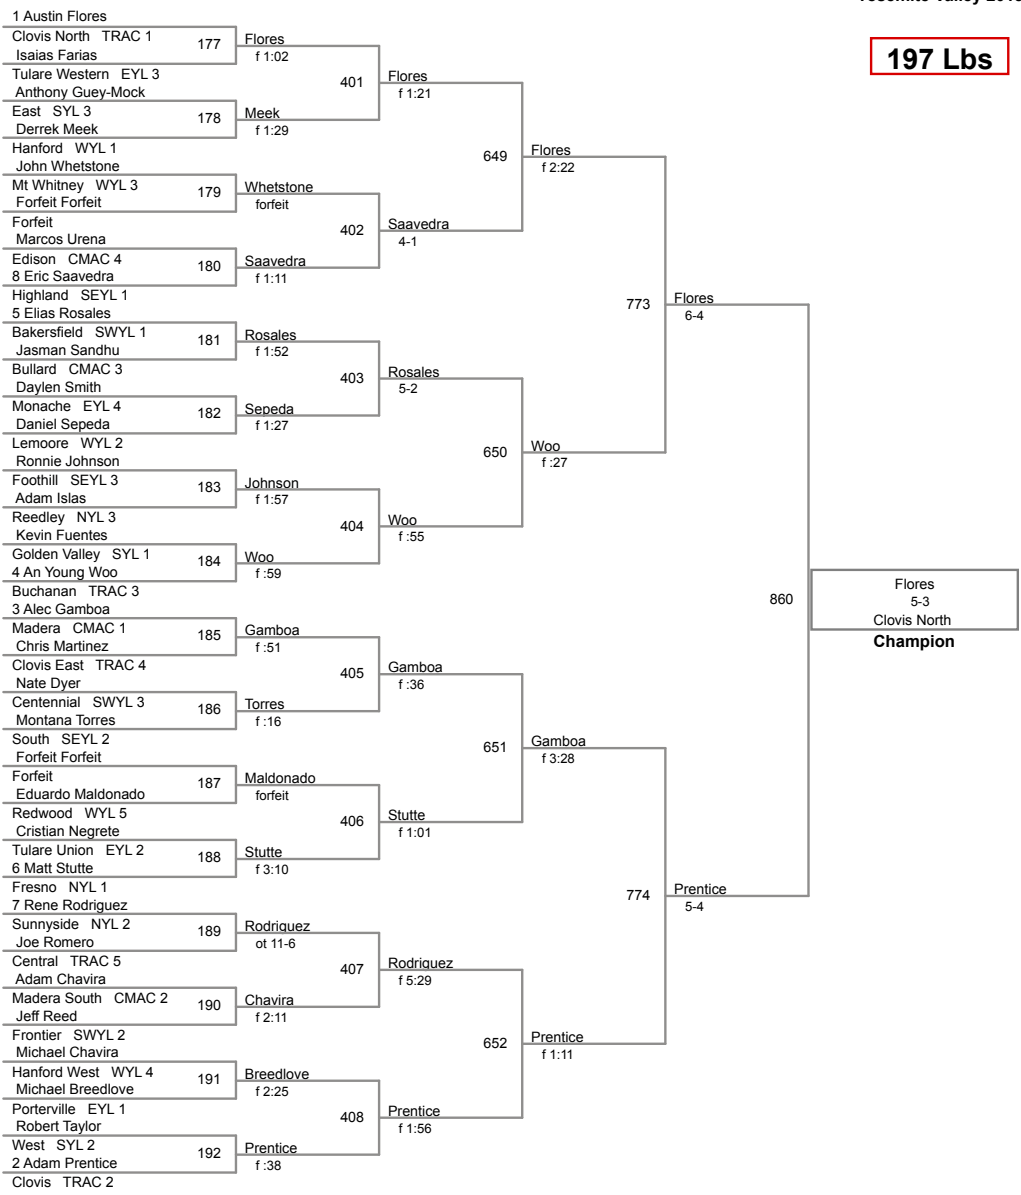 Yosemite Valley 201
197 Lbs
1 Austin Flores
Clovis North TRAC 1
Isaias Farias
Tulare Western EYL 3
Anthony Guey-Mock
East SYL 3
Derrek Meek
Hanford WYL 1
John Whetstone
Mt Whitney WYL 3
Forfeit Forfeit
Forfeit
Marcos Urena
Edison CMAC 4
8 Eric Saavedra
Highland SEYL 1
5 Elias Rosales
Bakersfield SWYL 1
Jasman Sandhu
Bullard CMAC 3
Daylen Smith
Monache EYL 4
Daniel Sepeda
Lemoore WYL 2
Ronnie Johnson
Foothill SEYL 3
Adam Islas
Reedley NYL 3
Kevin Fuentes
Golden Valley SYL 1
4 An Young Woo
Buchanan TRAC 3
3 Alec Gamboa
Madera CMAC 1
Chris Martinez
Clovis East TRAC 4
Nate Dyer
Centennial SWYL 3
Montana Torres
South SEYL 2
Forfeit Forfeit
Forfeit
Eduardo Maldonado
Redwood WYL 5
Cristian Negrete
Tulare Union EYL 2
6 Matt Stutte
Fresno NYL 1
7 Rene Rodriguez
Sunnyside NYL 2
Joe Romero
Central TRAC 5
Adam Chavira
Madera South CMAC 2
Jeff Reed
Frontier SWYL 2
Michael Chavira
Hanford West WYL 4
Michael Breedlove
Porterville EYL 1
Robert Taylor
West SYL 2
2 Adam Prentice
Clovis TRAC 2
177
178
179
180
181
182
183
184
185
186
187
188
189
190
191
192
Flores
f 1:02
Meek
f 1:29
Whetstone
forfeit
Saavedra
f 1:11
Rosales
f 1:52
Sepeda
f 1:27
Johnson
f 1:57
Woo
f :59
Gamboa
f :51
Torres
f :16
Maldonado
forfeit
Stutte
f 3:10
Rodriguez
ot 11-6
Chavira
f 2:11
Breedlove
f 2:25
Prentice
f :38
401
402
403
404
405
406
407
408
Flores
f 1:21
Saavedra
4-1
Rosales
5-2
Woo
f :55
Gamboa
f :36
Stutte
f 1:01
Rodriguez
f 5:29
Prentice
f 1:56
649
650
651
652
Flores
f 2:22
Woo
f :27
Gamboa
f 3:28
Prentice
f 1:11
773
774
Flores
6-4
Prentice
5-4
860
Flores
5-3
Clovis North
Champion